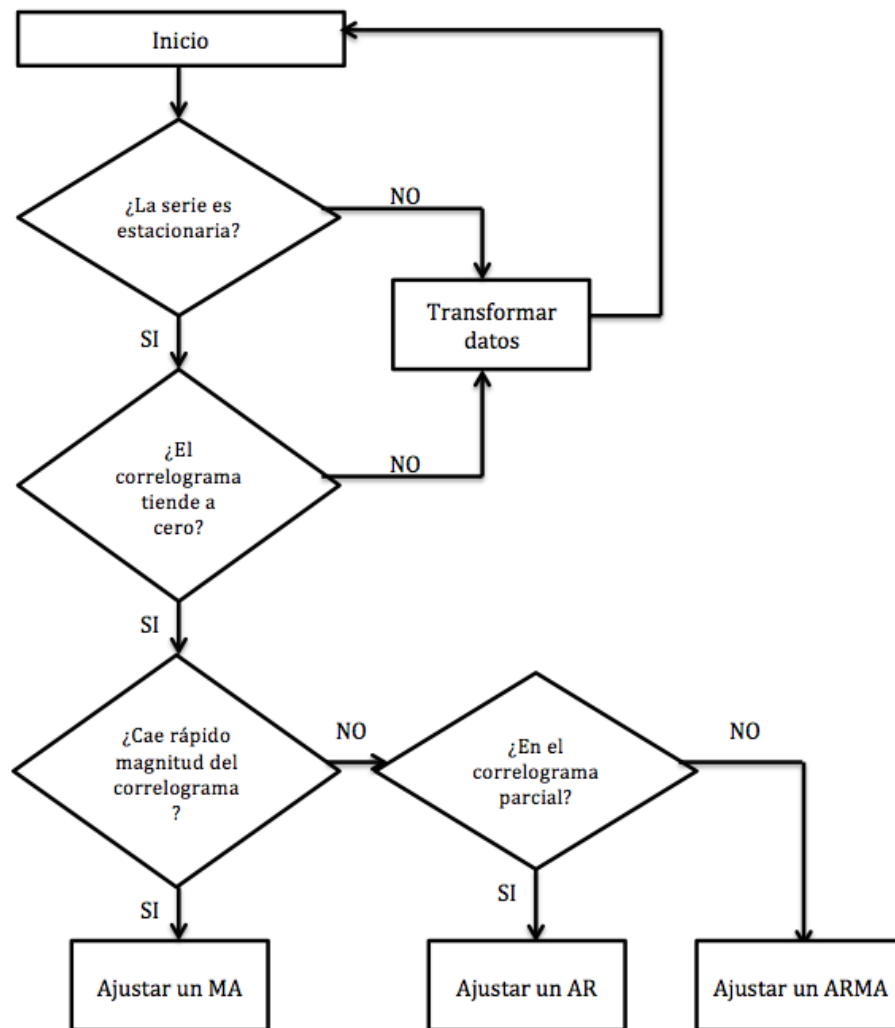 Inicio
¿La serie es
estacionaria?
NO
Transformar
datos
SI
¿El
correlograma
tiende a
cero?
NO
SI
¿Cae rápido
magnitud del
correlograma
?
NO
¿En el
correlograma
parcial?
NO
SI
SI
Ajustar un MA
Ajustar un AR
Ajustar un ARMA